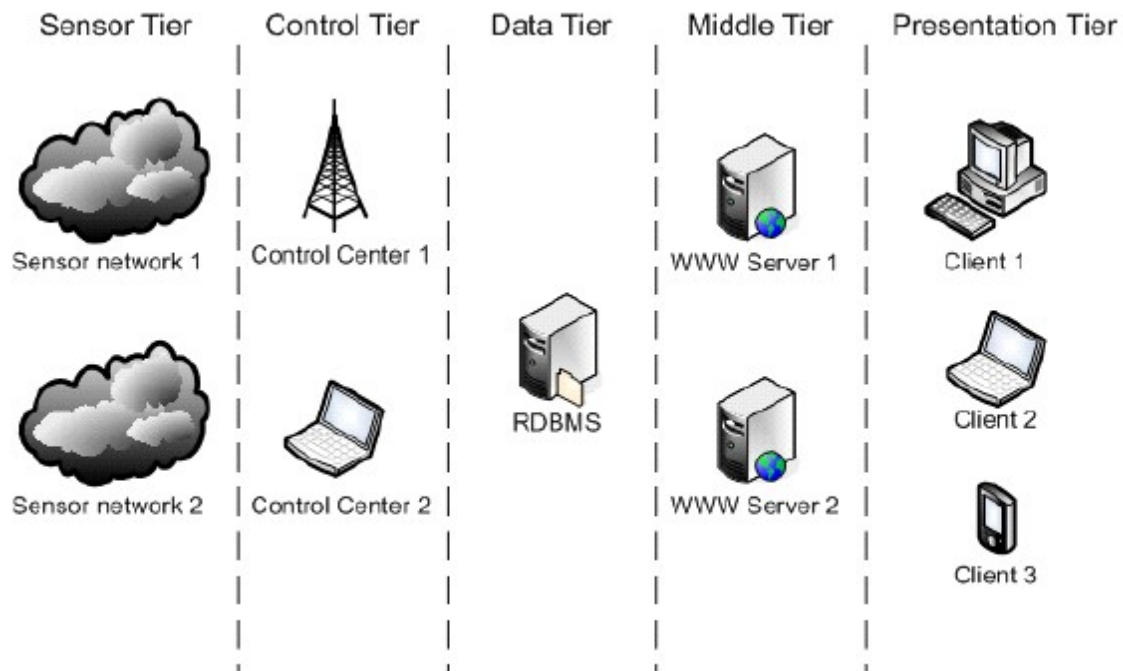 Sensor Tier
Control Tier
Data Tier
Middle Tier
Presentation Tier
Sensor network 1
Control Center 1
WWW Server 1
Client 1
RDBMS
Client 2
Sensor network 2
Control Center 2
WWW Server 2
Client 3